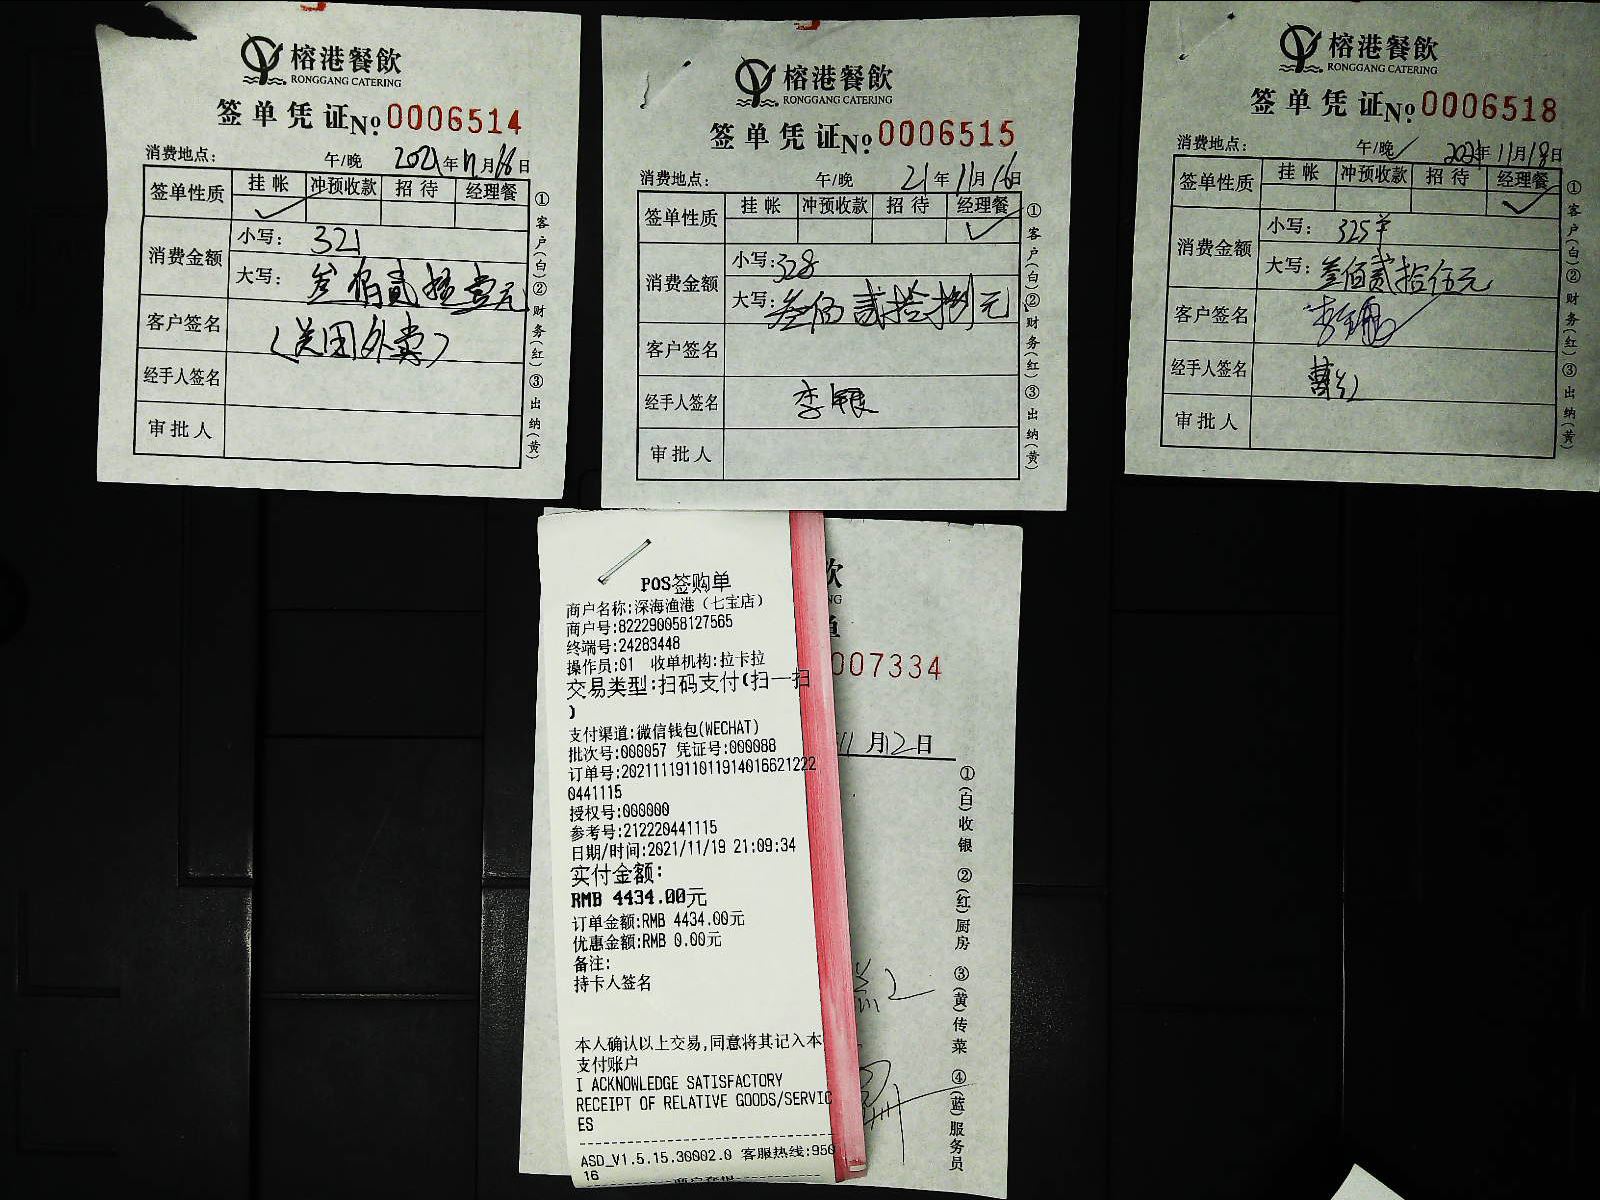 榕港餐飲
RONGGANG CATERING
签单凭证No:0006514
消费地点: 午/晚 2021年11月16日
签单性质 挂帐 冲预收款 招待 经理餐
消费金额 小写: 321
大写: 叁佰贰拾壹元
客户签名 (美团外卖)
经手人签名
审批人
①客户(白)②财务(红)③出纳(黄)
榕港餐飲
RONGGANG CATERING
签单凭证No:0006515
消费地点: 午/晚 21年11月16日
签单性质 挂帐 冲预收款 招待 经理餐
消费金额 小写:328
大写:叁佰贰拾捌元
客户签名
经手人签名 李银
审批人
①客户(白)②财务(红)③出纳(黄)
榕港餐飲
RONGGANG CATERING
签单凭证No:0006518
消费地点: 午/晚 2021年11月18日
签单性质 挂帐 冲预收款 招待 经理餐
消费金额 小写: 325
大写: 叁佰贰拾伍元
客户签名
经手人签名 曹红
审批人
①客户(白)②财务(红)③出纳(黄)
POS签购单
商户名称:深海渔港(七宝店)
商户号:822290058127565
终端号:24283448
操作员:01 收单机构:拉卡拉
交易类型:扫码支付(扫一扫
)
支付渠道:微信钱包(WECHAT)
批次号:000057 凭证号:000088
订单号:2021111911011914016621222
0441115
授权号:000000
参考号:212220441115
日期/时间:2021/11/19 21:09:34
实付金额:
RMB 4434.00元
订单金额:RMB 4434.00元
优惠金额:RMB 0.00元
备注:
持卡人签名
本人确认以上交易,同意将其记入本
支付账户
I ACKNOWLEDGE SATISFACTORY
RECEIPT OF RELATIVE GOODS/SERVIC
ES
ASD_V1.5.15.30002.0 客服热线:950
16
飲
NG
007334
11月12日
①(白)收银 ②(红)厨房 ③(黄)传菜 ④(蓝)服务员